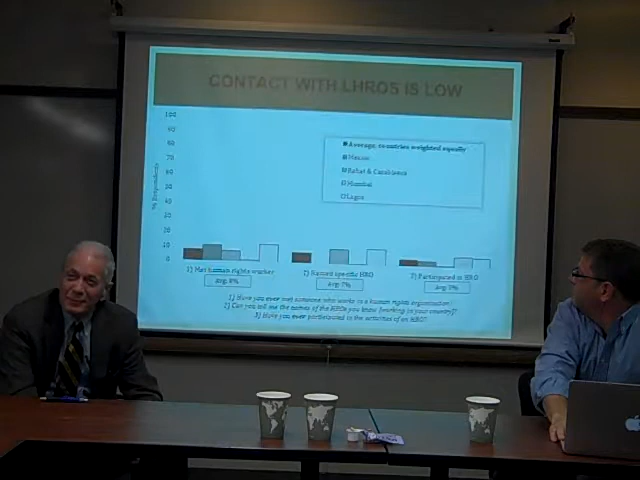 CONTACT WITH LHROS IS LOW
100
90
80
70
60
50
40
30
20
10
0
% Respondents
Average, countries weighted equally
Mexico
Rabat & Casablanca
Mumbai
Lagos
1) Met human rights worker
Avg: 8%
2) Named specific HRO
Avg: 7%
3) Participated in HRO
Avg: 7%
1) Have you ever met someone who works in a human rights organization?
2) Can you tell me the names of the HROs you know [working in your country]?
3) Have you ever participated in the activities of an HRO?